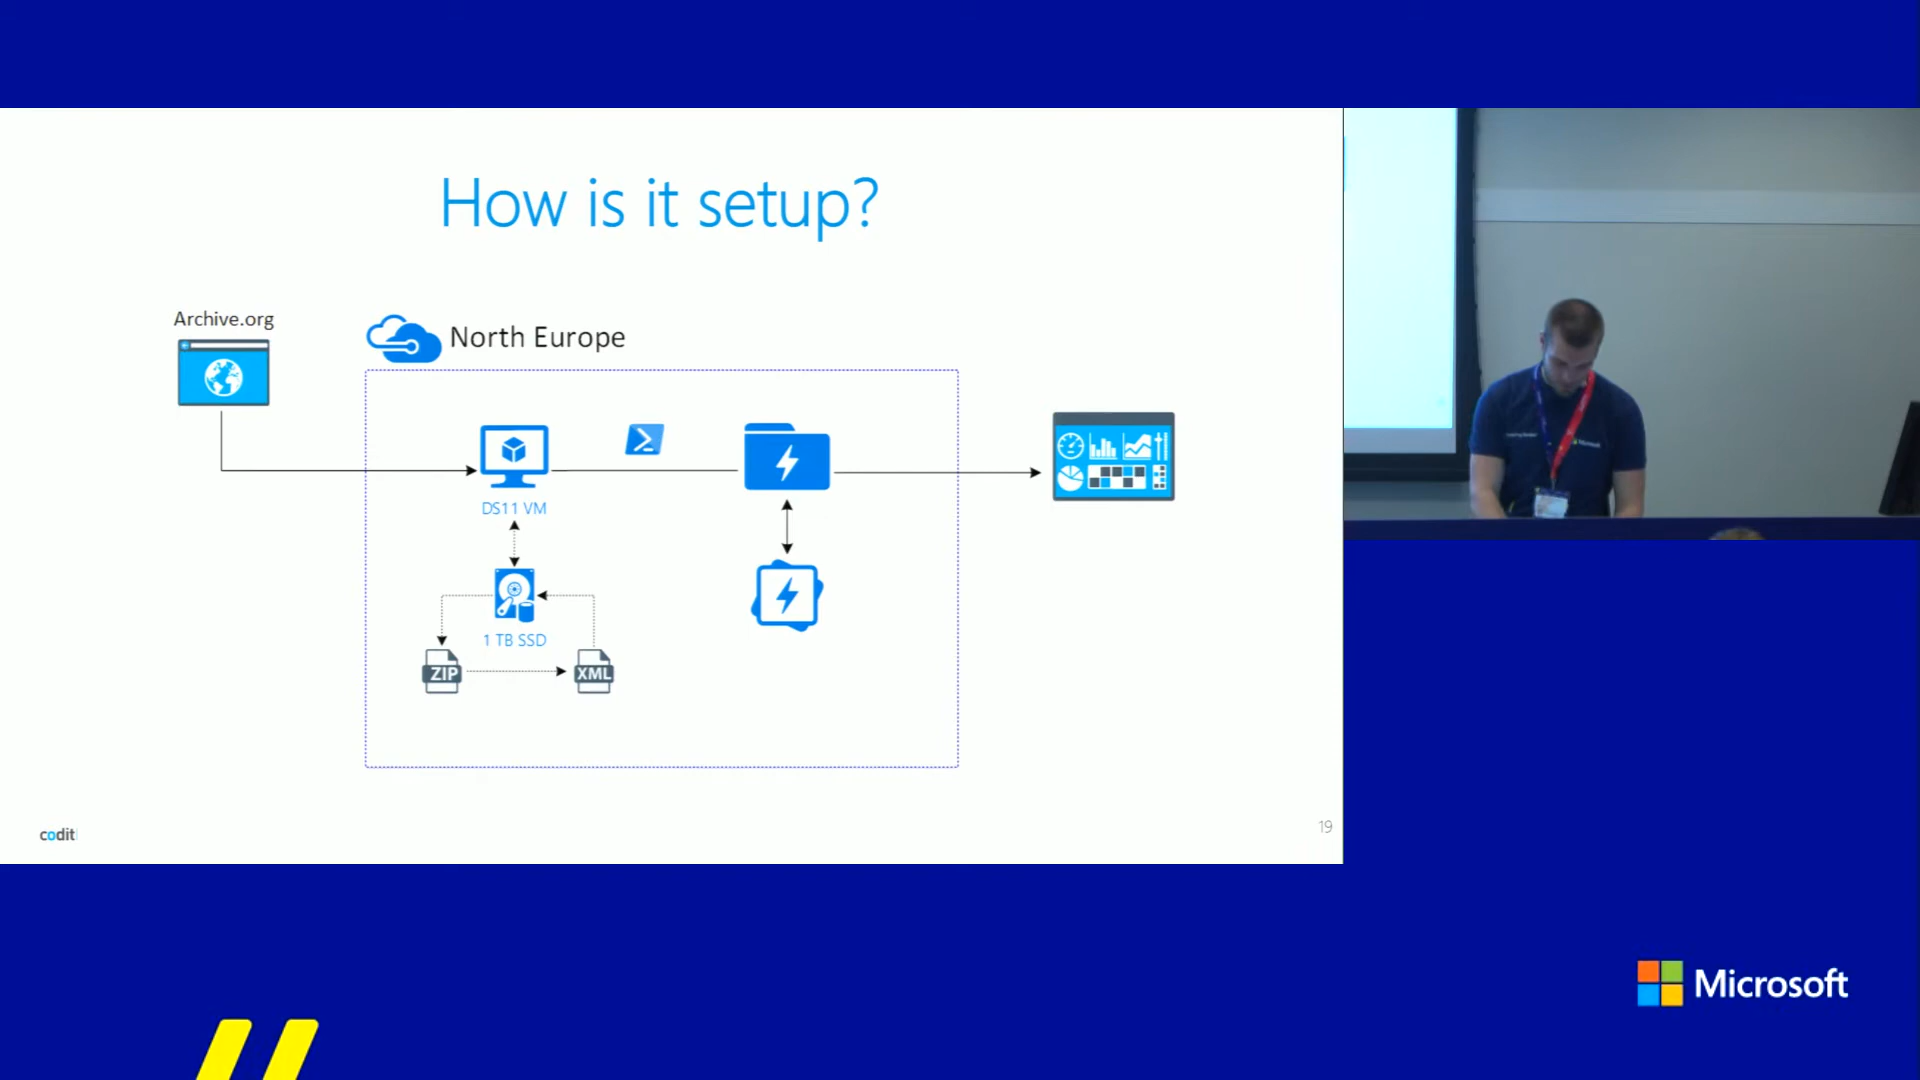 How is it setup?
Archive.org
North Europe
DS11 VM
1 TB SSD
ZIP
XML
codit
19
Microsoft